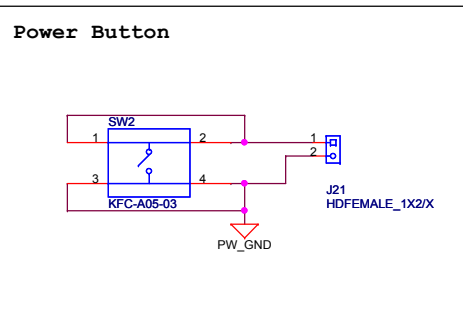 Power Button
SW2
1 2
1
2
3 4
KFC-A05-03
J21
HDFEMALE_1X2/X
PW_GND